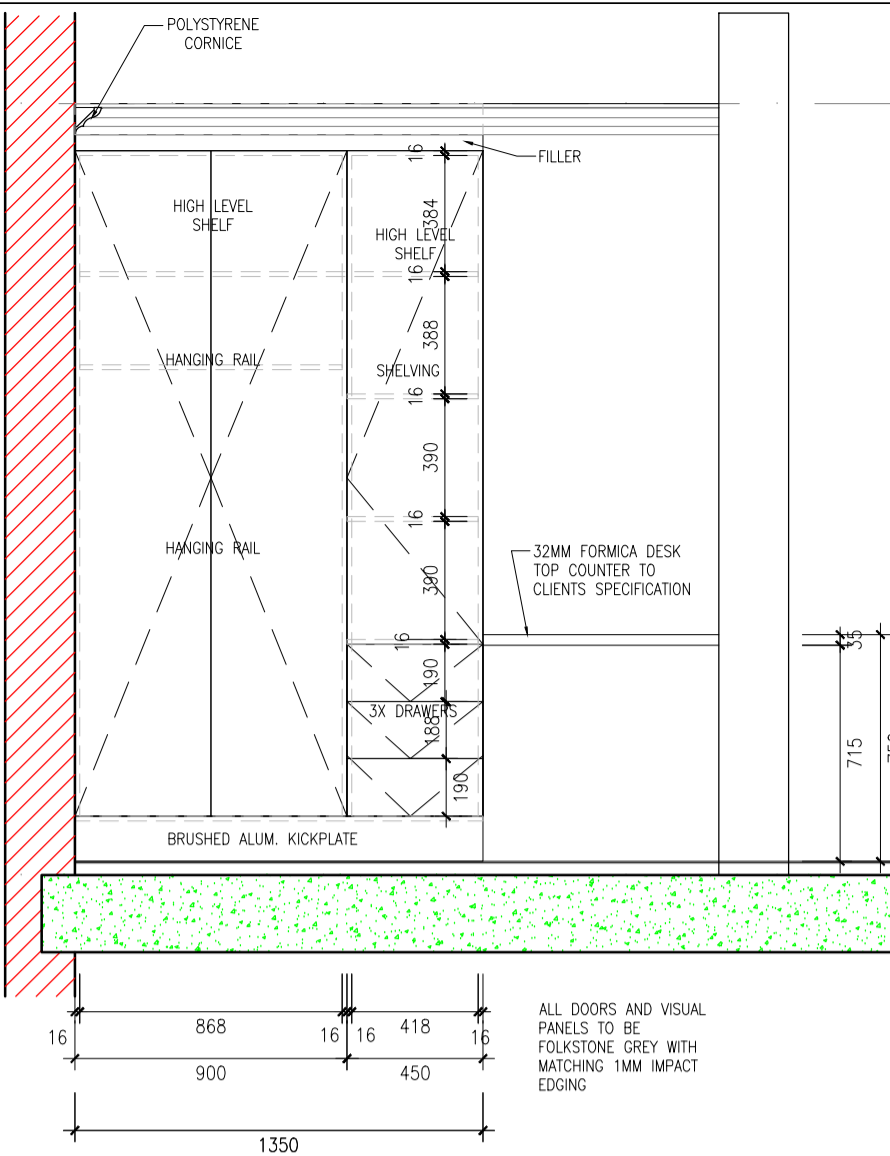 POLYSTYRENE
CORNICE
FILLER
16
384
HIGH LEVEL
SHELF
HIGH LEVEL
SHELF
16
388
HANGING RAIL
SHELVING
16
390
16
HANGING RAIL
390
32MM FORMICA DESK
TOP COUNTER TO
CLIENTS SPECIFICATION
16
35
190
3X DRAWERS
188
715
190
BRUSHED ALUM. KICKPLATE
16
868
16
16
418
16
900
450
1350
ALL DOORS AND VISUAL
PANELS TO BE
FOLKSTONE GREY WITH
MATCHING 1MM IMPACT
EDGING